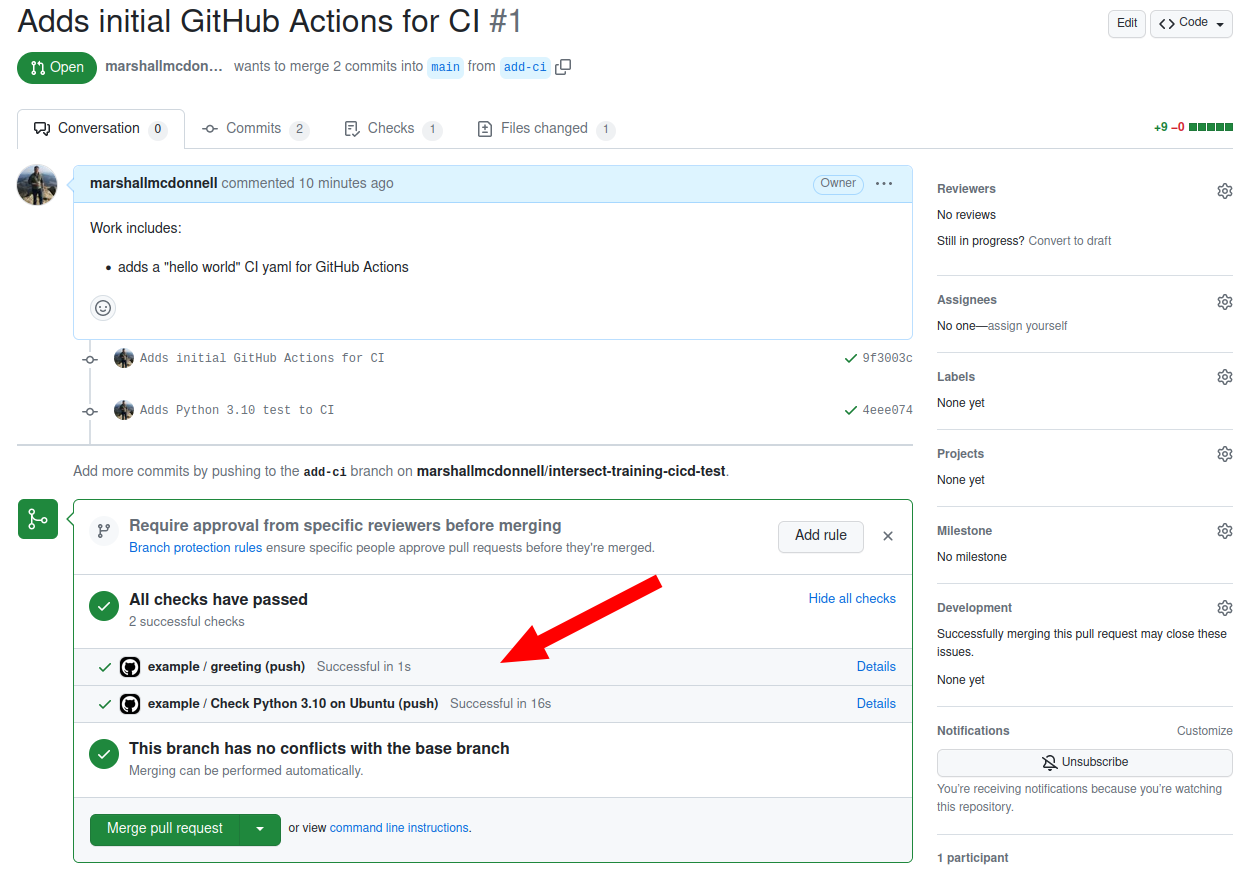 Adds initial GitHub Actions for CI #1
Edit
Code
Open
marshallmcdon... wants to merge 2 commits into main from add-ci
Conversation 0
Commits 2
Checks 1
Files changed 1
+9 −0
marshallmcdonnell commented 10 minutes ago
Owner
Work includes:
• adds a "hello world" CI yaml for GitHub Actions
Adds initial GitHub Actions for CI
9f3003c
Adds Python 3.10 test to CI
4eee074
Add more commits by pushing to the add-ci branch on marshallmcdonnell/intersect-training-cicd-test.
Require approval from specific reviewers before merging
Branch protection rules ensure specific people approve pull requests before they're merged.
Add rule
All checks have passed
2 successful checks
Hide all checks
example / greeting (push) Successful in 1s
Details
example / Check Python 3.10 on Ubuntu (push) Successful in 16s
Details
This branch has no conflicts with the base branch
Merging can be performed automatically.
Merge pull request
or view command line instructions.
Reviewers
No reviews
Still in progress? Convert to draft
Assignees
No one—assign yourself
Labels
None yet
Projects
None yet
Milestone
No milestone
Development
Successfully merging this pull request may close these
issues.
None yet
Notifications
Customize
Unsubscribe
You're receiving notifications because you're watching
this repository.
1 participant